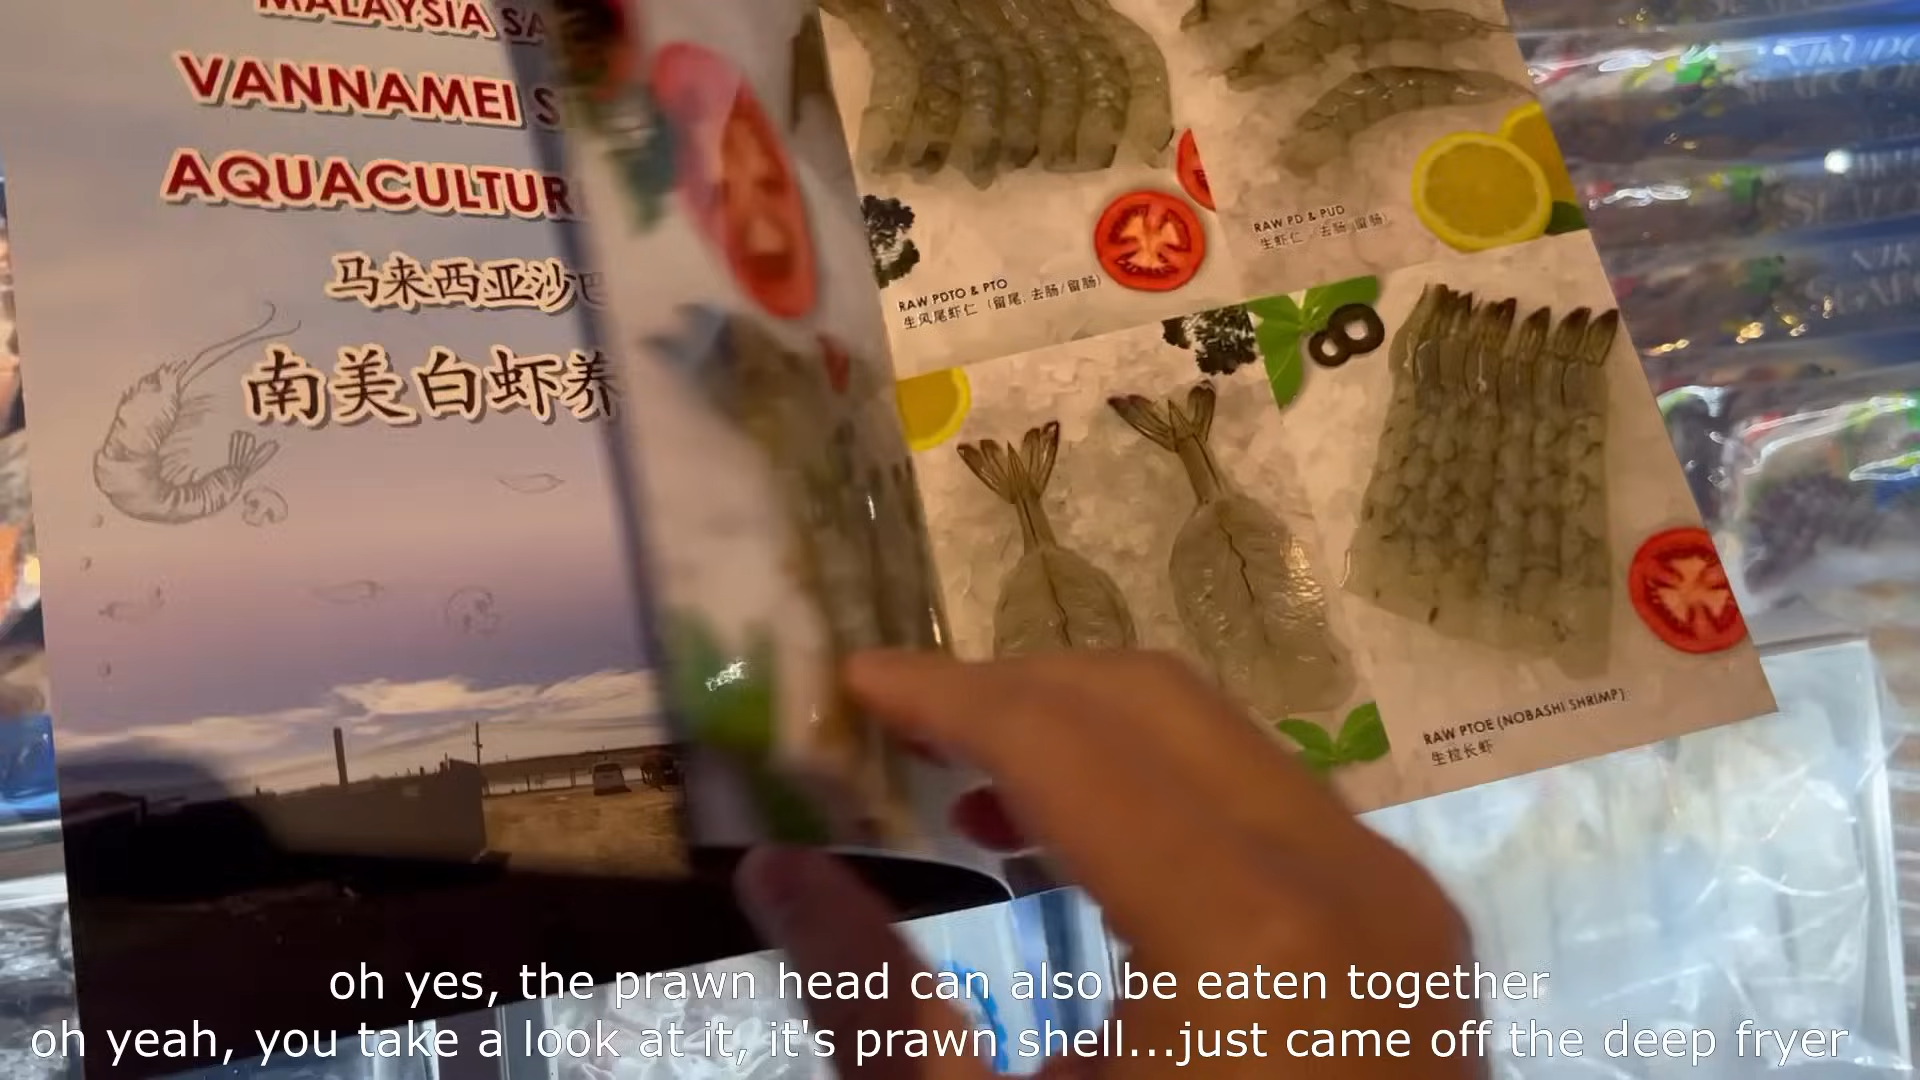 MALAYSIA SA
VANNAMEI S
AQUACULTUR
马来西亚沙巴
南美白虾养
RAW PDTO & PTO
生凤尾虾仁（留尾, 去肠/留肠）
RAW PD & PUD
生虾仁（去肠/留肠）
RAW PTOE (NOBASHI SHRIMP)
生拉长虾
oh yes, the prawn head can also be eaten together
oh yeah, you take a look at it, it's prawn shell...just came off the deep fryer